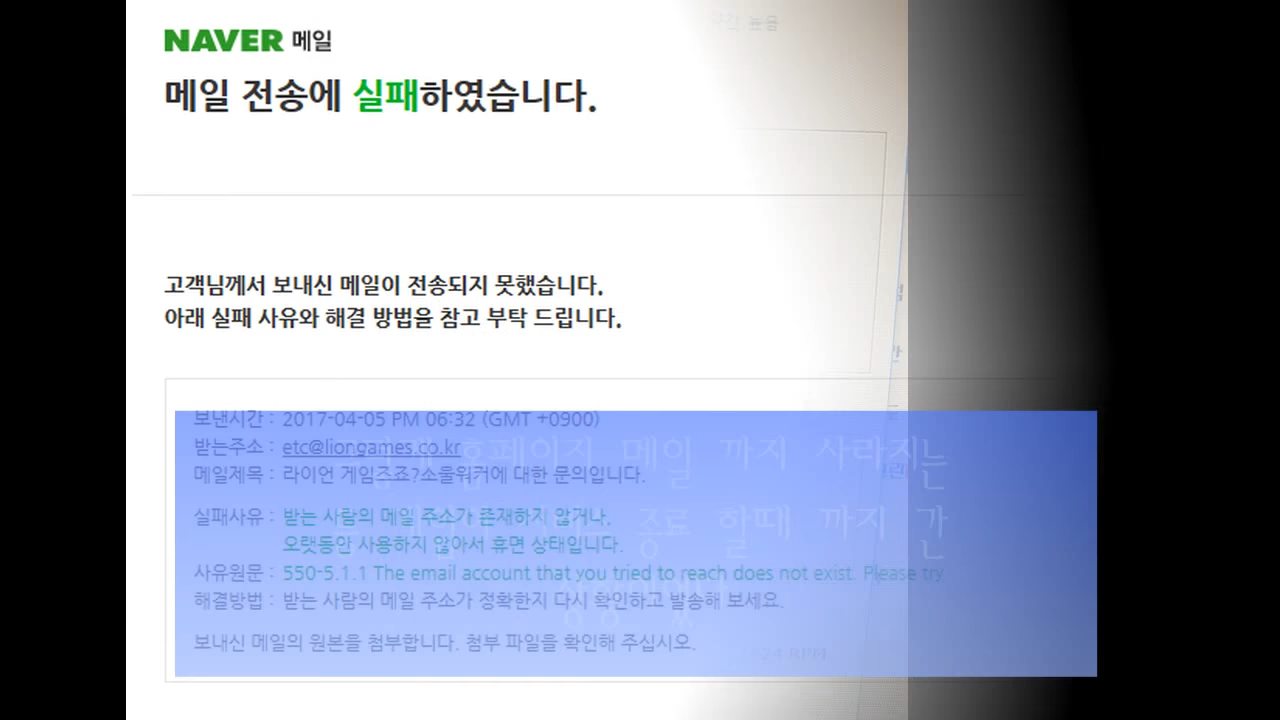 NAVER 메일
메일 전송에 실패하였습니다.
고객님께서 보내신 메일이 전송되지 못했습니다.
아래 실패 사유와 해결 방법을 참고 부탁 드립니다.
보낸시간 : 2017-04-05 PM 06:32 (GMT +0900)
받는주소 : etc@liongames.co.kr
메일제목 : 라이언 게임즈죠?소울워커에 대한 문의입니다.
실패사유 : 받는 사람의 메일 주소가 존재하지 않거나,
오랫동안 사용하지 않아서 휴면 상태입니다.
사유원문 : 550-5.1.1 The email account that you tried to reach does not exist. Please try
해결방법 : 받는 사람의 메일 주소가 정확한지 다시 확인하고 발송해 보세요.
보내신 메일의 원본을 첨부합니다. 첨부 파일을 확인해 주십시오.
홈페이지 메일 까지 사라지는
종료 할때 까지 간